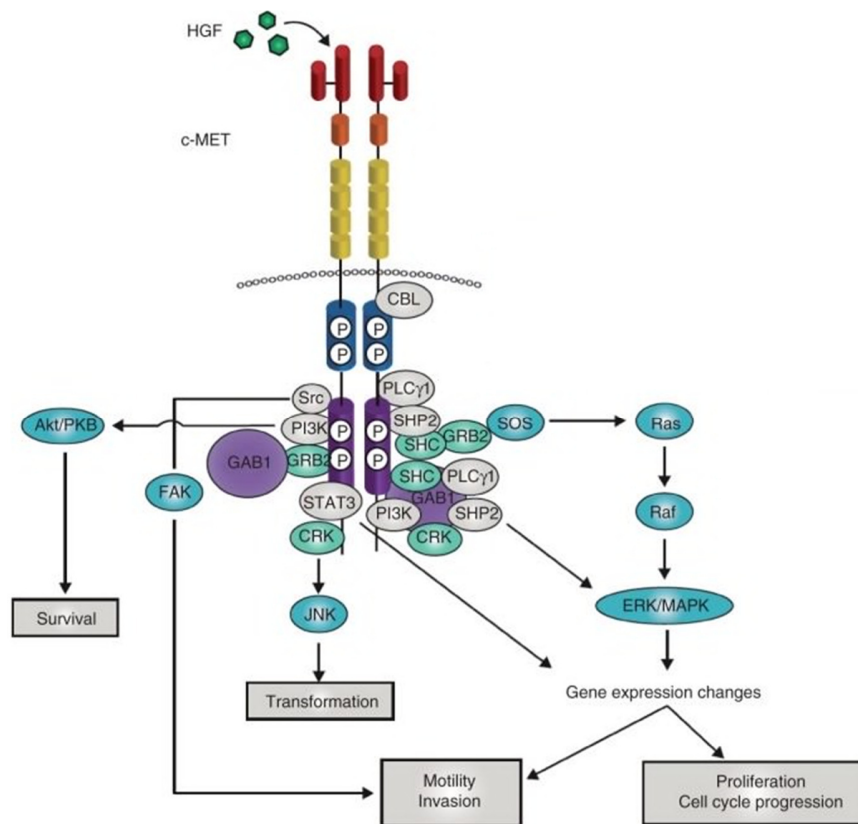 HGF
c-MET
CBL
P P
P P
Src
PLCγ1
Akt/PKB
PI3K
P P
SHP2
GRB2
SOS
Ras
SHC
GAB1
GRB2
P P
SHC
PLCγ1
FAK
STAT3
GAB1
PI3K
SHP2
Raf
CRK
CRK
Survival
JNK
ERK/MAPK
Transformation
Gene expression changes
Motility
Invasion
Proliferation
Cell cycle progression